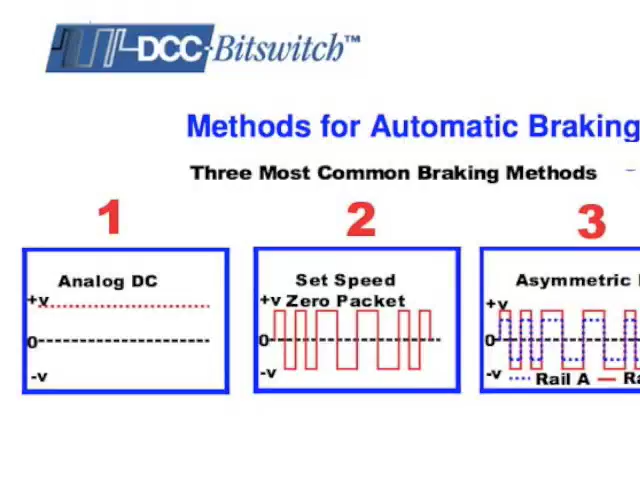 DCC-Bitswitch™
Methods for Automatic Braking
Three Most Common Braking Methods
1 2 3
Analog DC
+v
0
-v
Set Speed
+v Zero Packet
0
-v
Asymmetric
+v
0
-v
Rail A